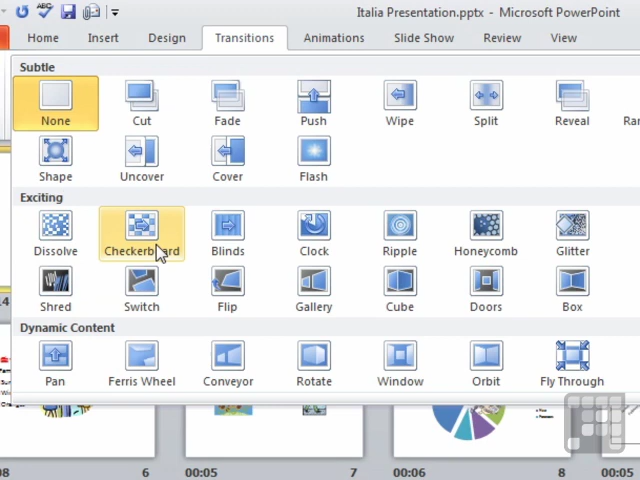 Italia Presentation.pptx - Microsoft PowerPoint
Home Insert Design Transitions Animations Slide Show Review View
Subtle
None Cut Fade Push Wipe Split Reveal
Shape Uncover Cover Flash
Exciting
Dissolve Checkerboard Blinds Clock Ripple Honeycomb Glitter
Shred Switch Flip Gallery Cube Doors Box
Dynamic Content
Pan Ferris Wheel Conveyor Rotate Window Orbit Fly Through
6 00:05 7 00:06 8 00:05